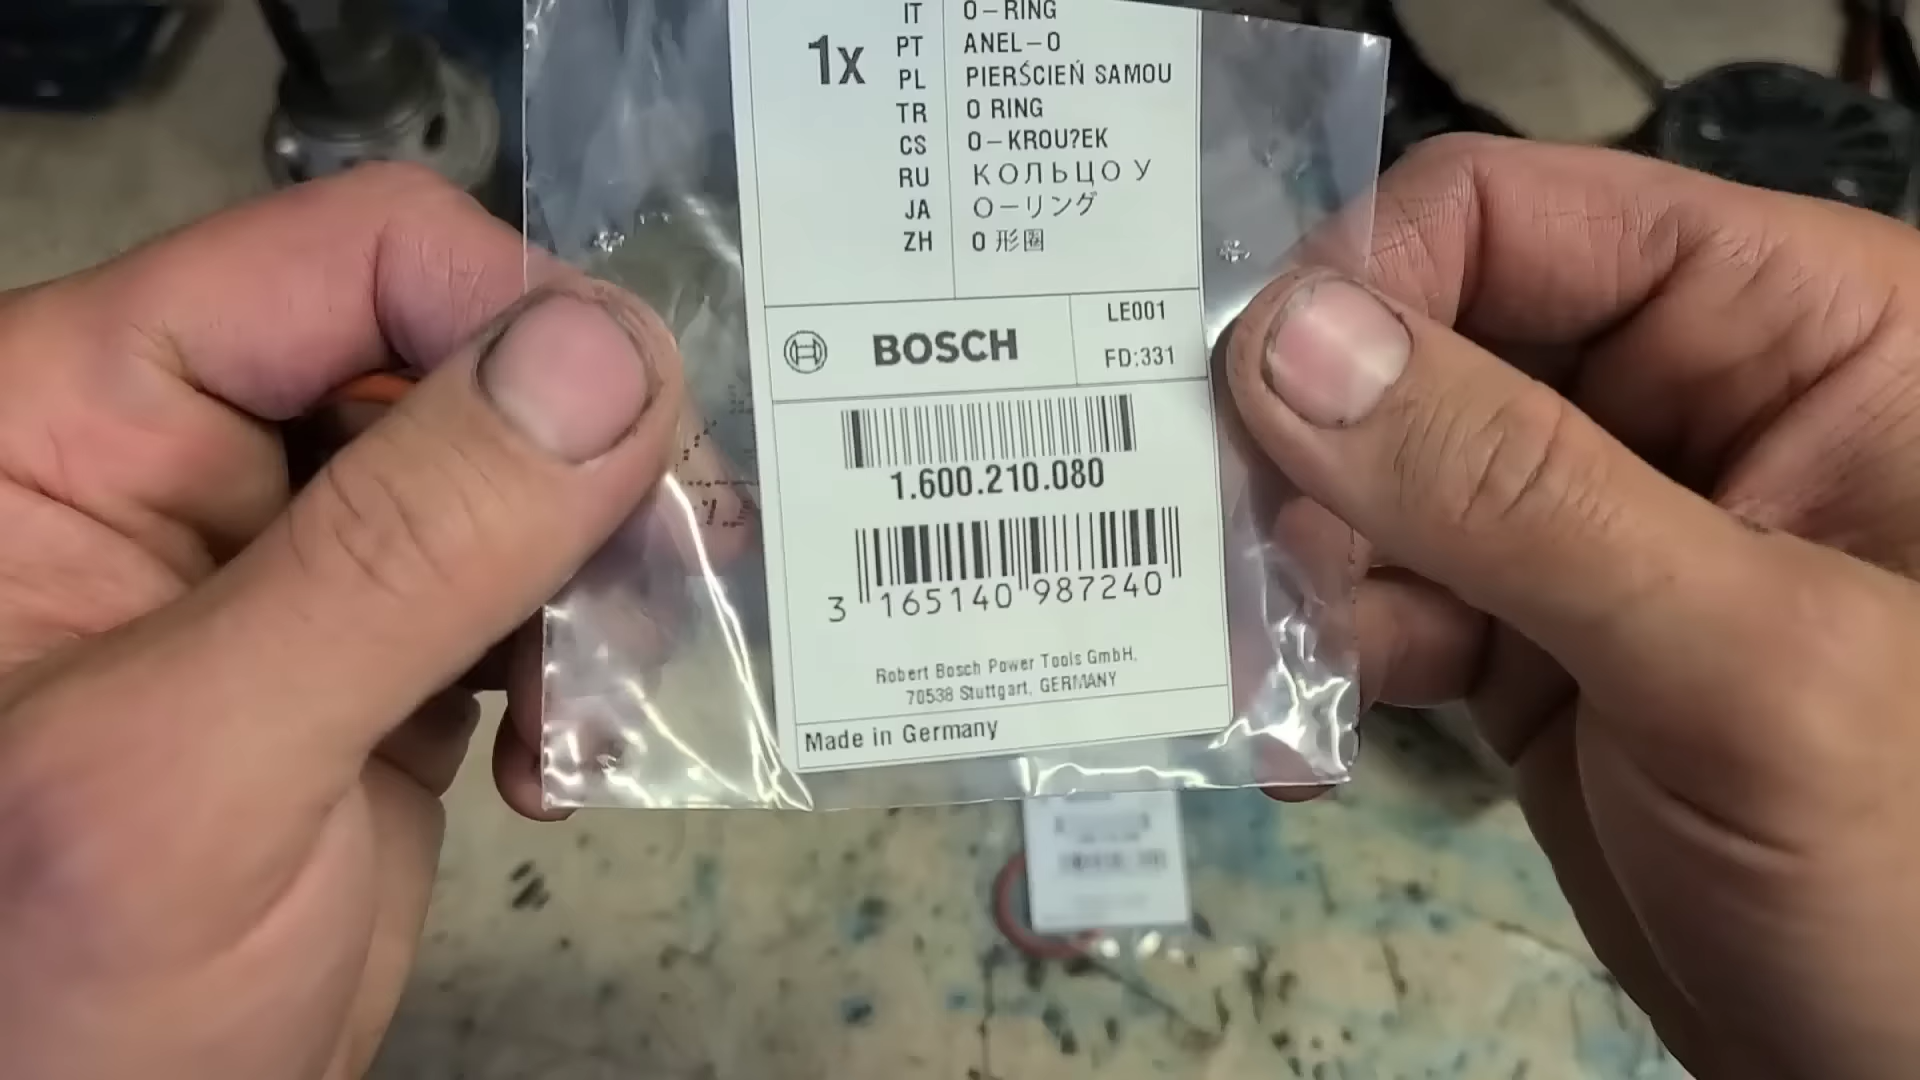 1x
IT O-RING
PT ANEL-O
PL PIERŚCIEŃ SAMOU
TR O RING
CS O-KROU?EK
RU КОЛЬЦО У
JA O-リング
ZH O 形圈
BOSCH
LE001
FD:331
1.600.210.080
3 165140 987240
Robert Bosch Power Tools GmbH,
70538 Stuttgart, GERMANY
Made in Germany